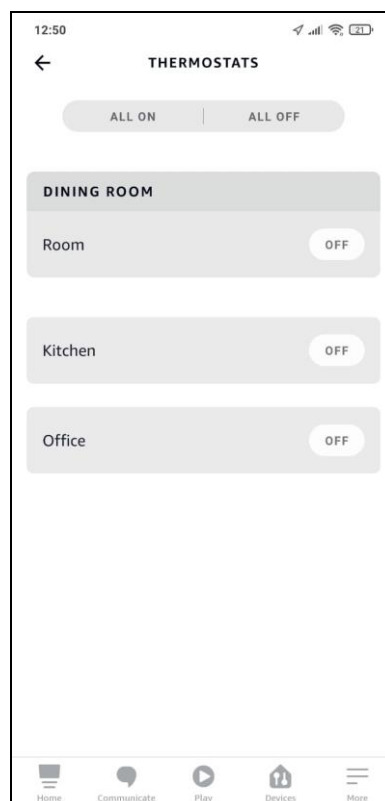 12:50 21
THERMOSTATS
ALL ON ALL OFF
DINING ROOM
Room OFF
Kitchen OFF
Office OFF
Home Communicate Play Devices More